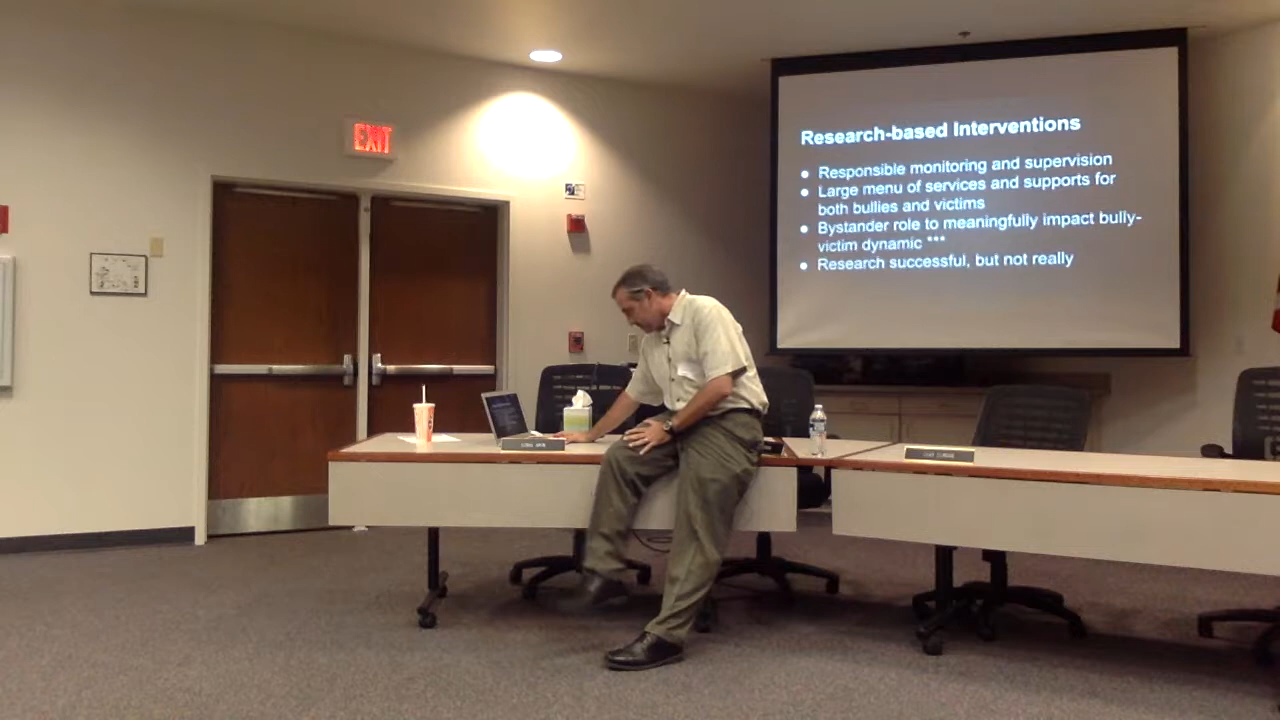 EXIT
Research-based Interventions
● Responsible monitoring and supervision
● Large menu of services and supports for
both bullies and victims
● Bystander role to meaningfully impact bully-
victim dynamic ***
● Research successful, but not really